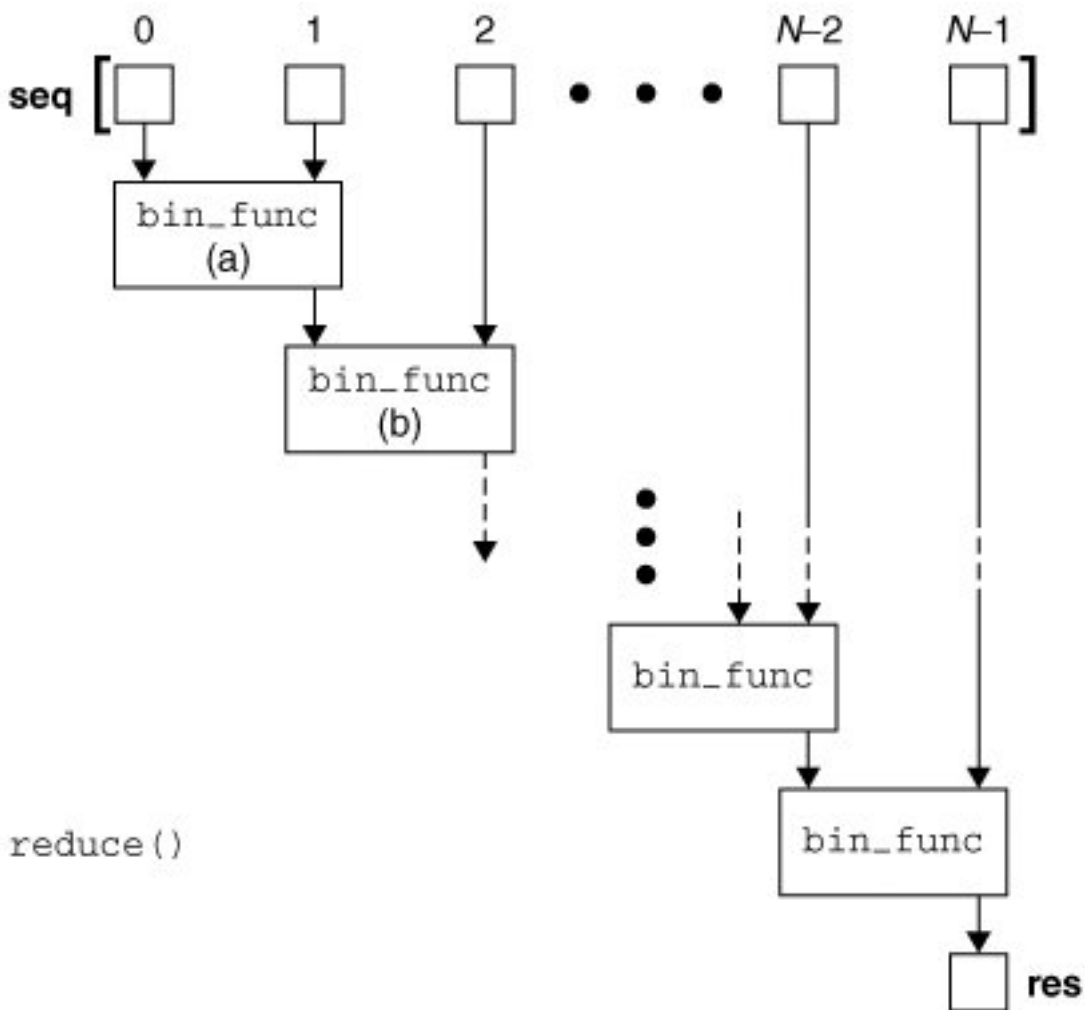 0 1 2 N–2 N–1
seq [ ]
bin_func
(a)
bin_func
(b)
bin_func
bin_func
reduce()
res